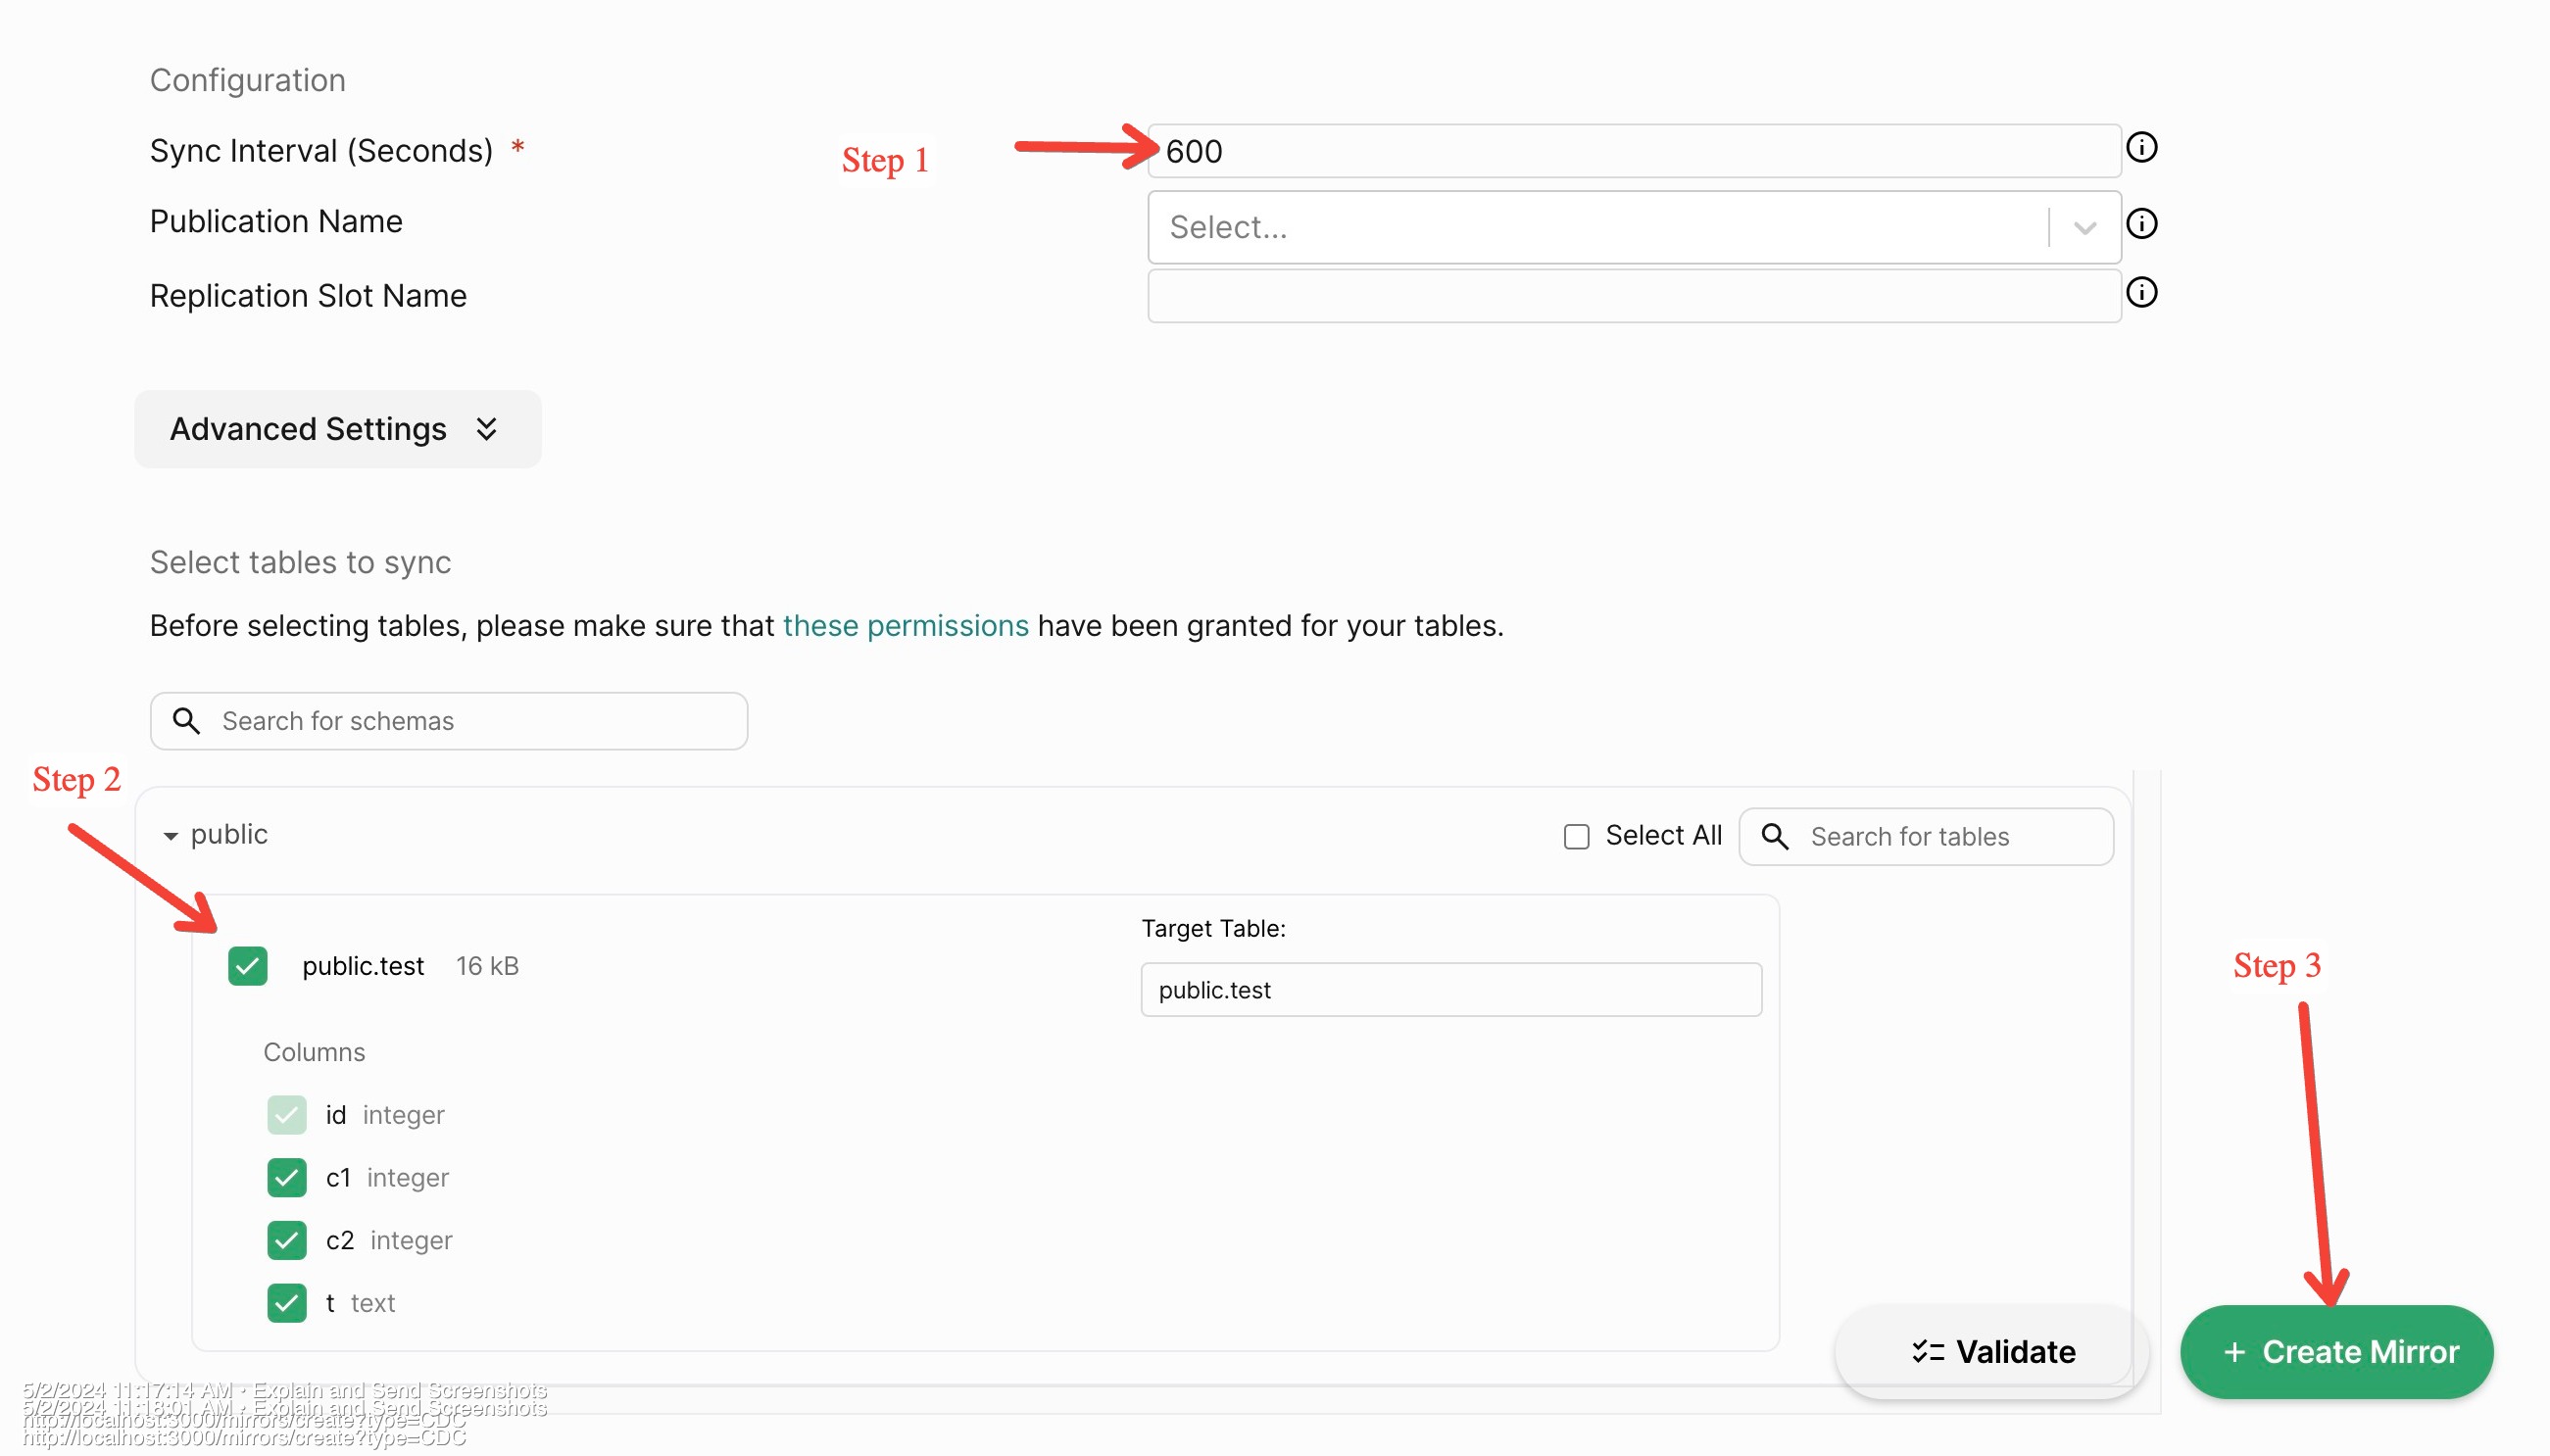 Configuration
Sync Interval (Seconds) *
Step 1
600
Publication Name
Select...
Replication Slot Name
Advanced Settings
Select tables to sync
Before selecting tables, please make sure that these permissions have been granted for your tables.
Search for schemas
Step 2
public
Select All
Search for tables
Target Table:
public.test 16 kB
public.test
Step 3
Columns
id integer
c1 integer
c2 integer
t text
Validate
+ Create Mirror
5/2/2024 11:17:14 AM • Explain and Send Screenshots
5/2/2024 11:18:01 AM • Explain and Send Screenshots
http://localhost:3000/mirrors/create?type=CDC
http://localhost:3000/mirrors/create?type=CDC